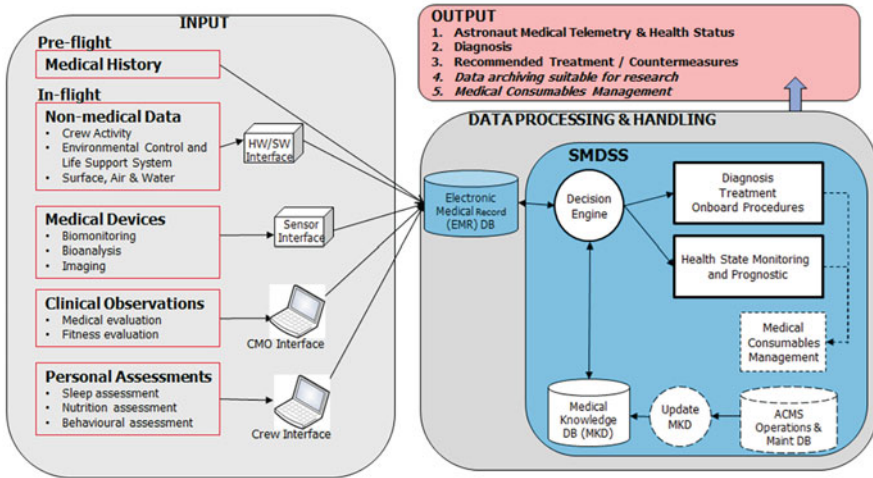 INPUT
Pre-flight
Medical History
In-flight
Non-medical Data
• Crew Activity
• Environmental Control and
Life Support System
• Surface, Air & Water
HW/SW
Interface
Medical Devices
• Biomonitoring
• Bioanalysis
• Imaging
Sensor
Interface
Clinical Observations
• Medical evaluation
• Fitness evaluation
CMO Interface
Personal Assessments
• Sleep assessment
• Nutrition assessment
• Behavioural assessment
Crew Interface
OUTPUT
1. Astronaut Medical Telemetry & Health Status
2. Diagnosis
3. Recommended Treatment / Countermeasures
4. Data archiving suitable for research
5. Medical Consumables Management
DATA PROCESSING & HANDLING
Electronic
Medical Record
(EMR) DB
SMDSS
Decision
Engine
Diagnosis
Treatment
Onboard Procedures
Health State Monitoring
and Prognostic
Medical
Consumables
Management
Medical
Knowledge
DB (MKD)
Update
MKD
ACMS
Operations &
Maint DB